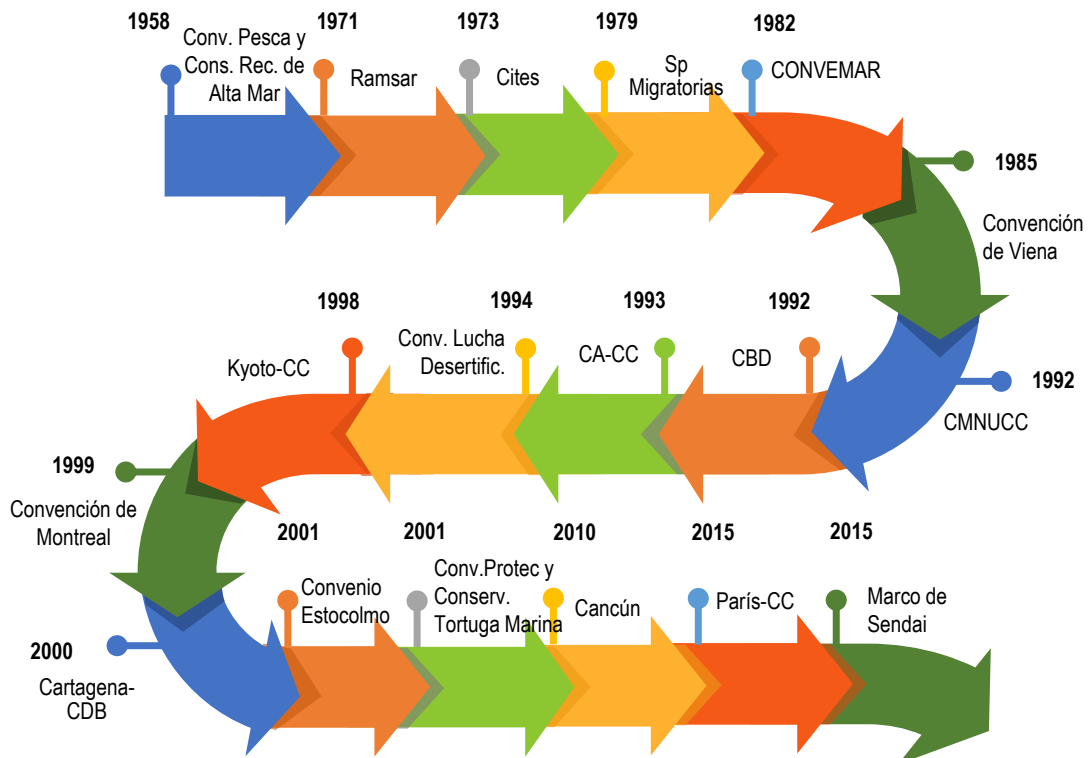 1958
Conv. Pesca y
Cons. Rec. de
Alta Mar
1971
Ramsar
1973
Cites
1979
Sp
Migratorias
1982
CONVEMAR
1985
Convención
de Viena
1992
CMNUCC
1992
CBD
1993
CA-CC
1994
Conv. Lucha
Desertific.
1998
Kyoto-CC
1999
Convención de
Montreal
2000
Cartagena-
CDB
2001
Convenio
Estocolmo
2001
Conv.Protec y
Conserv.
Tortuga Marina
2010
Cancún
2015
París-CC
2015
Marco de
Sendai